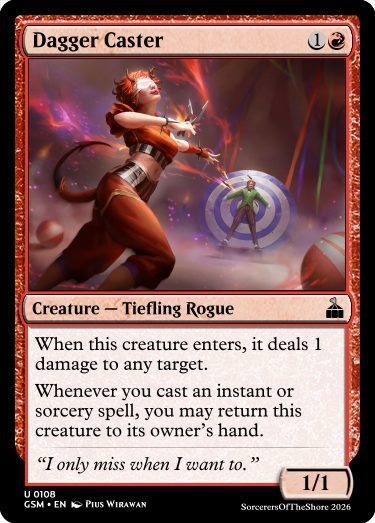 Dagger Caster
1
Creature — Tiefling Rogue
When this creature enters, it deals 1
damage to any target.
Whenever you cast an instant or
sorcery spell, you may return this
creature to its owner's hand.
“I only miss when I want to.”
1/1
U 0108
GSM • EN Pius Wirawan
SorcerersOfTheShore 2026